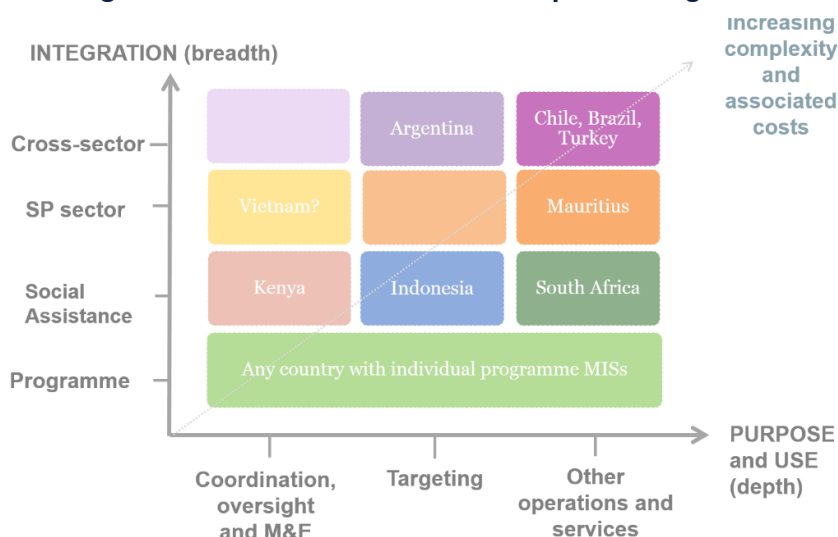 INTEGRATION (breadth)
increasing
complexity
and
associated
costs
Cross-sector
Argentina
Chile, Brazil,
Turkey
SP sector
Vietnam?
Mauritius
Social
Assistance
Kenya
Indonesia
South Africa
Programme
Any country with individual programme MISs
PURPOSE
and USE
(depth)
Coordination,
oversight
and M&E
Targeting
Other
operations and
services